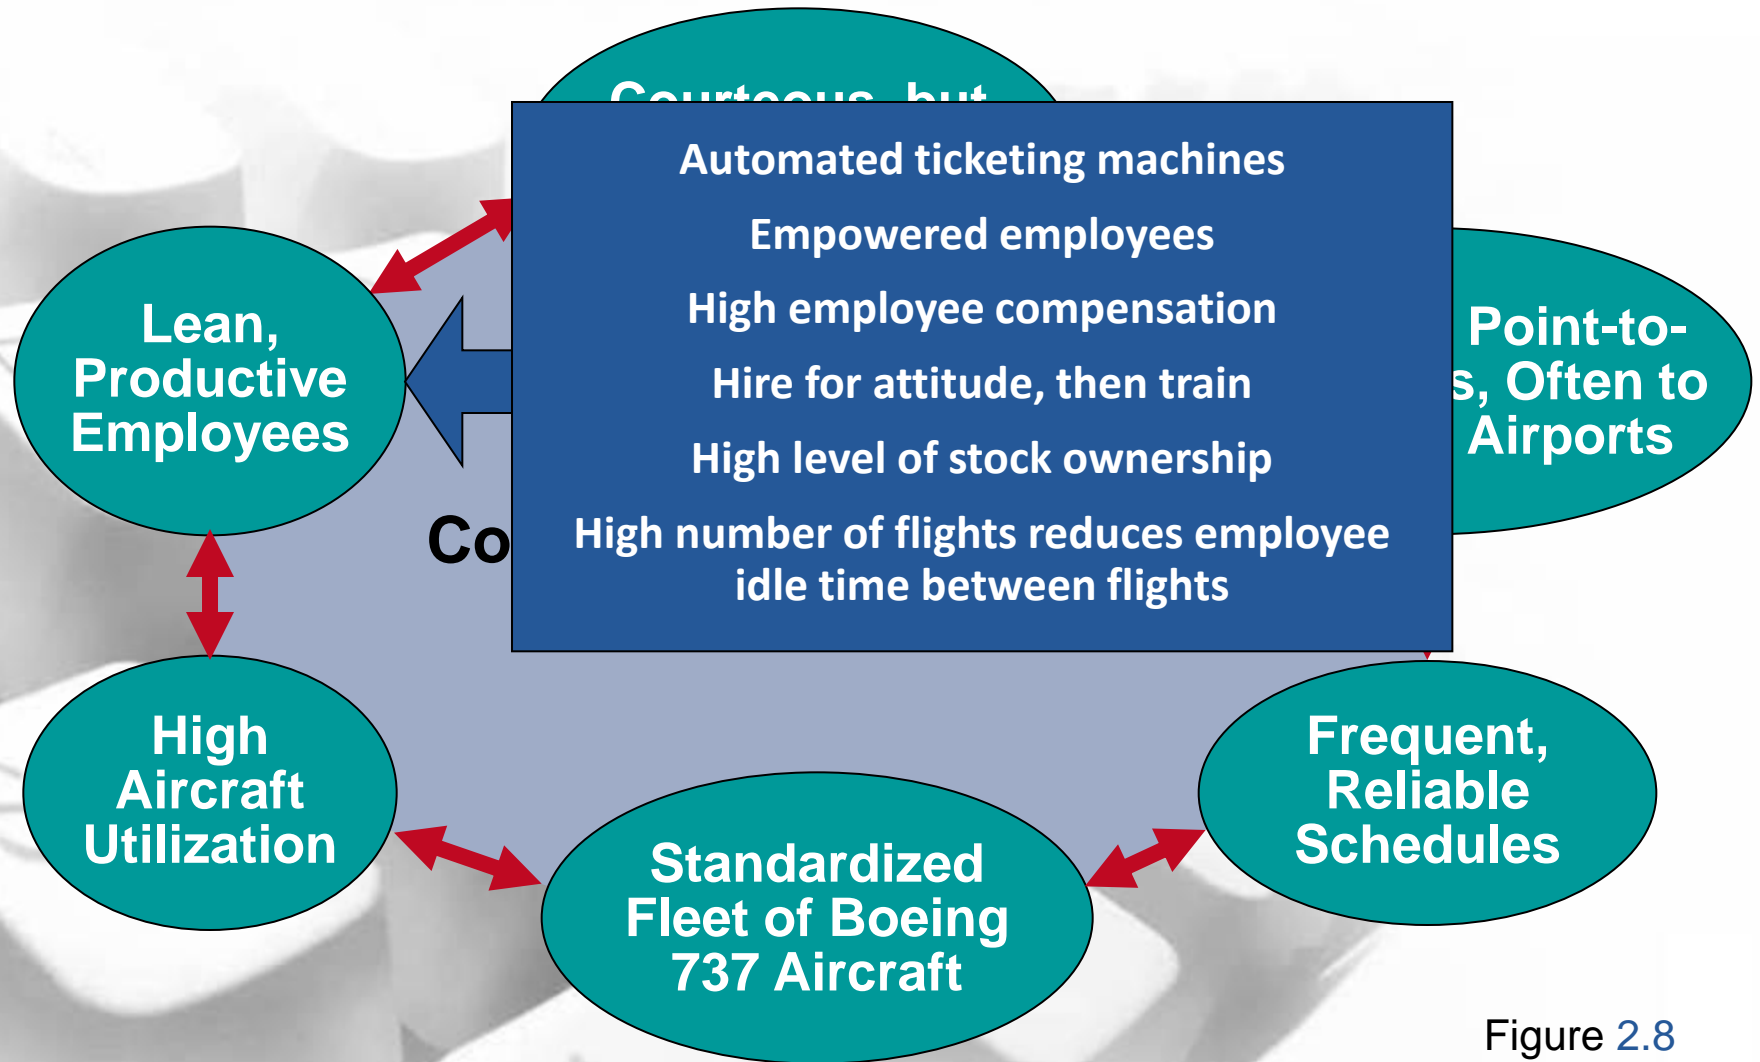 Courteous, but
Automated ticketing machines
Empowered employees
High employee compensation
Hire for attitude, then train
High level of stock ownership
High number of flights reduces employee
idle time between flights
Lean,
Productive
Employees
Point-to-
s, Often to
Airports
Co
High
Aircraft
Utilization
Standardized
Fleet of Boeing
737 Aircraft
Frequent,
Reliable
Schedules
Figure 2.8